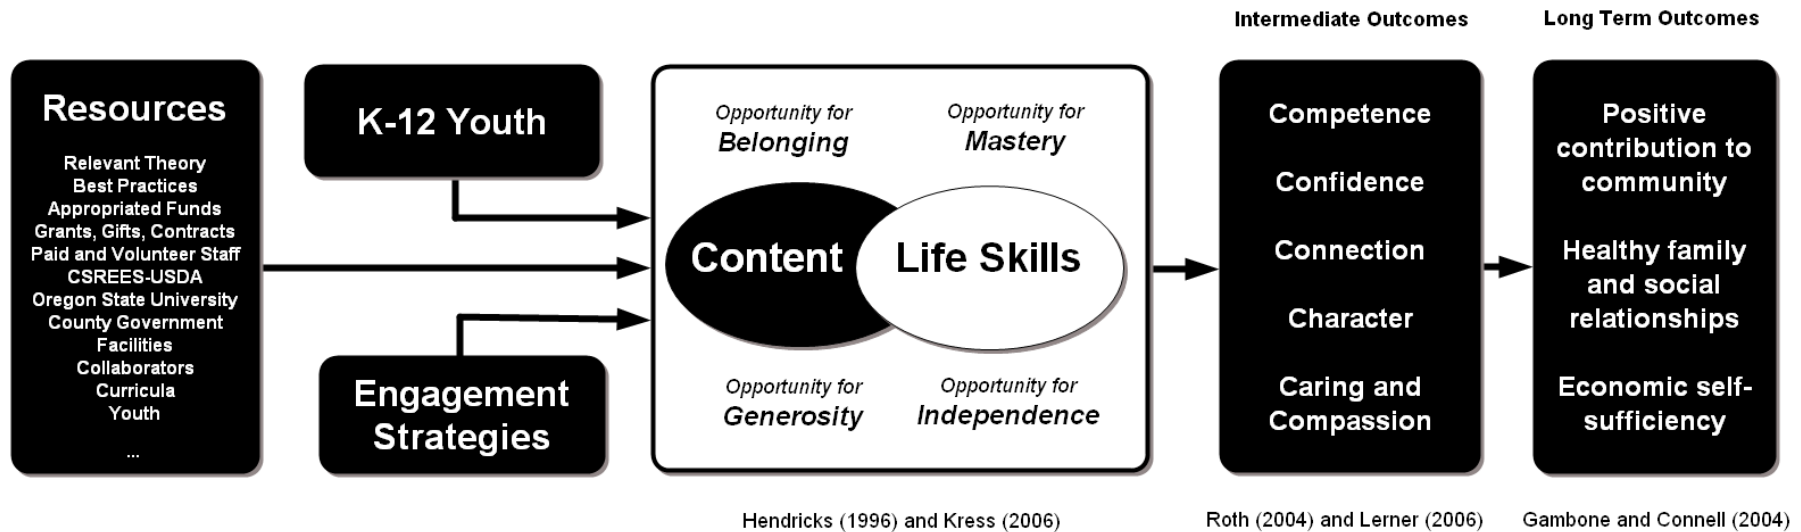 Resources
Relevant Theory
Best Practices
Appropriated Funds
Grants, Gifts, Contracts
Paid and Volunteer Staff
CSREES-USDA
Oregon State University
County Government
Facilities
Collaborators
Curricula
Youth
...
K-12 Youth
Engagement
Strategies
Opportunity for
Belonging
Opportunity for
Mastery
Content
Life Skills
Opportunity for
Generosity
Opportunity for
Independence
Hendricks (1996) and Kress (2006)
Intermediate Outcomes
Competence
Confidence
Connection
Character
Caring and
Compassion
Roth (2004) and Lerner (2006)
Long Term Outcomes
Positive
contribution to
community
Healthy family
and social
relationships
Economic self-
sufficiency
Gambone and Connell (2004)